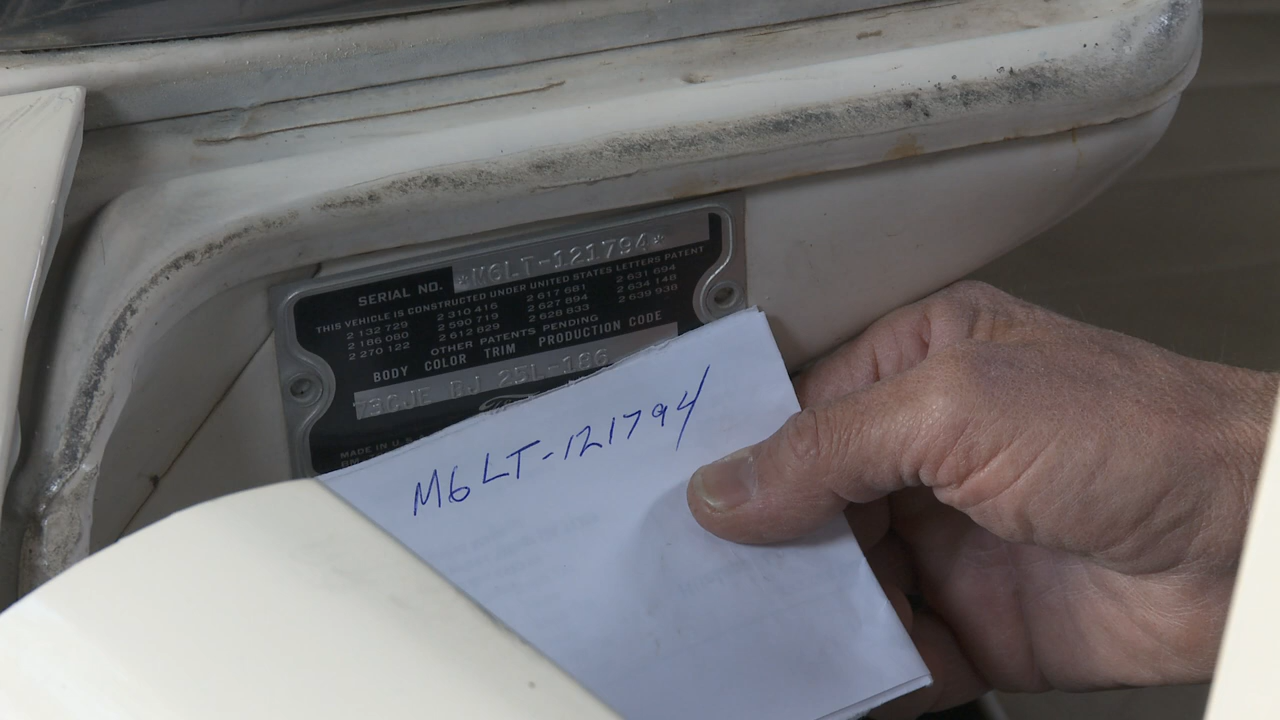 SERIAL NO. *M6LT-121794*
THIS VEHICLE IS CONSTRUCTED UNDER UNITED STATES LETTERS PATENT
2 132 729 2 310 416 2 617 681 2 631 694
2 186 080 2 590 719 2 627 894 2 634 148
2 270 122 2 612 829 2 628 833 2 639 938
OTHER PATENTS PENDING
BODY COLOR TRIM PRODUCTION CODE
25L-186
MADE IN U.S.
M6LT-121794